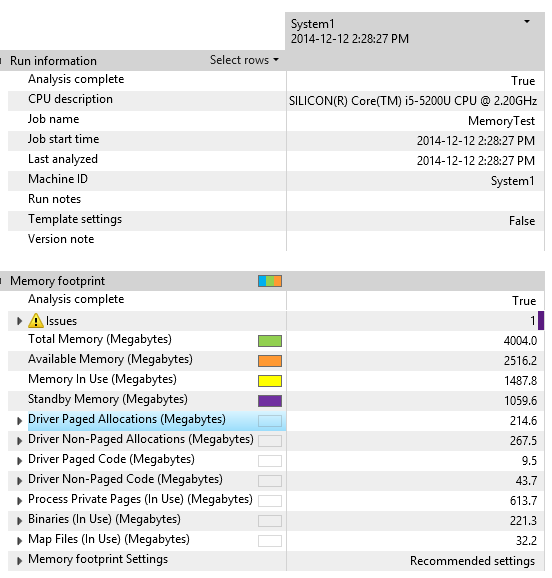 System1
2014-12-12 2:28:27 PM
Run information Select rows
Analysis complete True
CPU description SILICON(R) Core(TM) i5-5200U CPU @ 2.20GHz
Job name MemoryTest
Job start time 2014-12-12 2:28:27 PM
Last analyzed 2014-12-12 2:28:27 PM
Machine ID System1
Run notes
Template settings False
Version note
Memory footprint
Analysis complete True
Issues 1
Total Memory (Megabytes) 4004.0
Available Memory (Megabytes) 2516.2
Memory In Use (Megabytes) 1487.8
Standby Memory (Megabytes) 1059.6
Driver Paged Allocations (Megabytes) 214.6
Driver Non-Paged Allocations (Megabytes) 267.5
Driver Paged Code (Megabytes) 9.5
Driver Non-Paged Code (Megabytes) 43.7
Process Private Pages (In Use) (Megabytes) 613.7
Binaries (In Use) (Megabytes) 221.3
Map Files (In Use) (Megabytes) 32.2
Memory footprint Settings Recommended settings